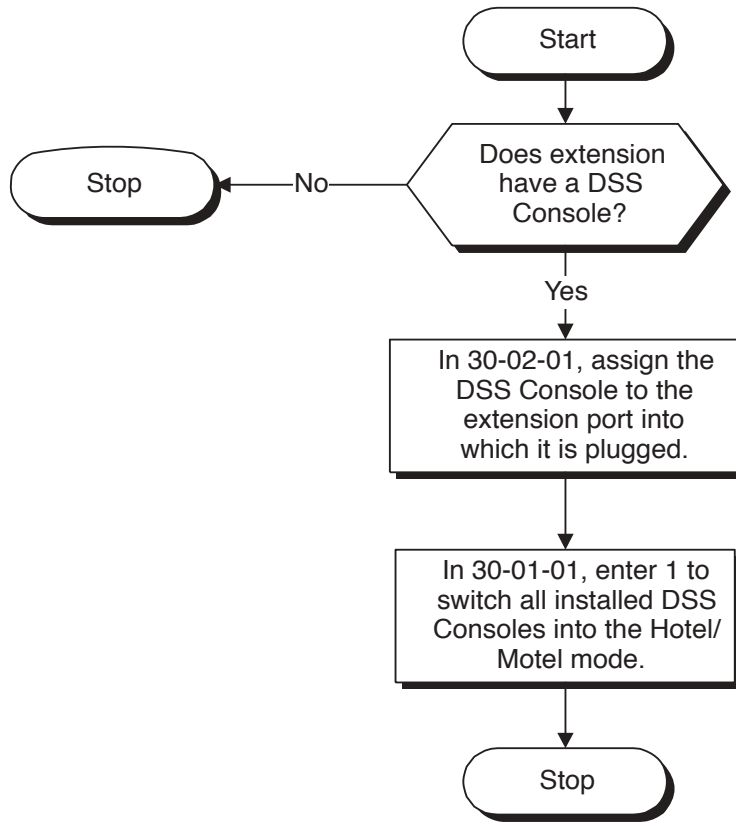 Start
Does extension
have a DSS
Console?
No
Stop
Yes
In 30-02-01, assign the
DSS Console to the
extension port into
which it is plugged.
In 30-01-01, enter 1 to
switch all installed DSS
Consoles into the Hotel/
Motel mode.
Stop